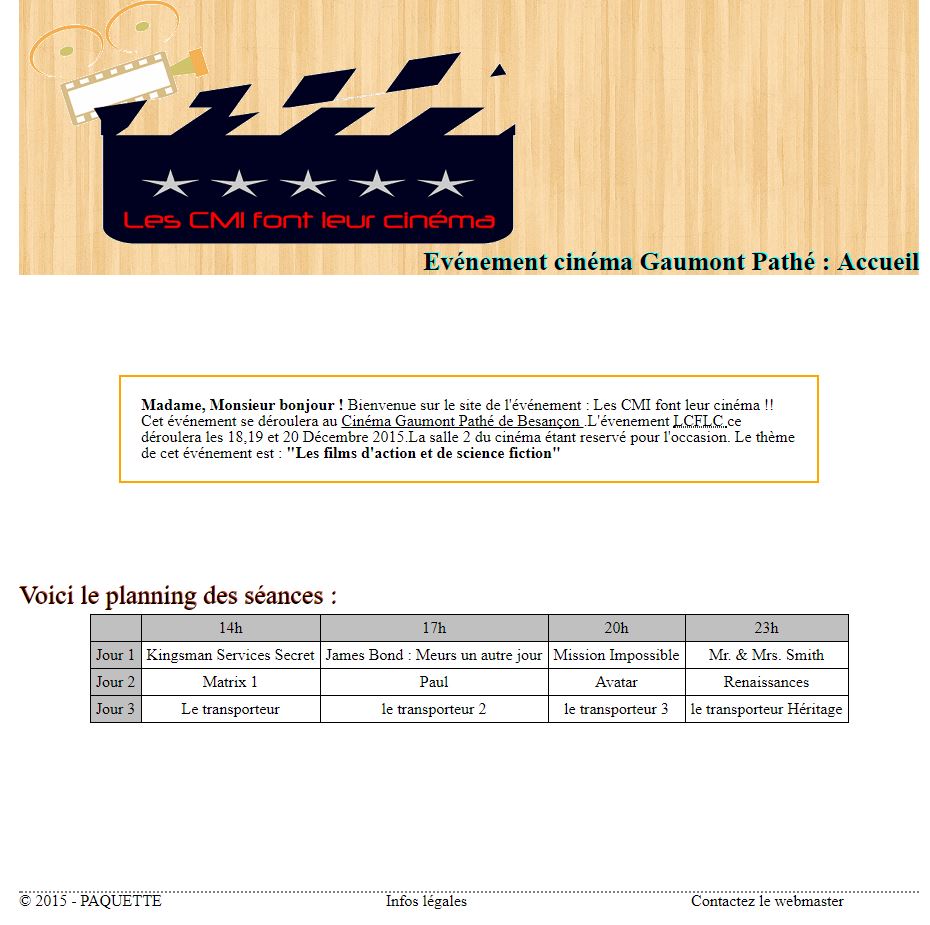 Les CMI font leur cinéma
Evénement cinéma Gaumont Pathé : Accueil
Madame, Monsieur bonjour ! Bienvenue sur le site de l'événement : Les CMI font leur cinéma !!
Cet événement se déroulera au Cinéma Gaumont Pathé de Besançon .L'évenement LCFLC ce
déroulera les 18,19 et 20 Décembre 2015.La salle 2 du cinéma étant reservé pour l'occasion. Le thème
de cet événement est : "Les films d'action et de science fiction"
Voici le planning des séances :
14h 17h 20h 23h
Jour 1 Kingsman Services Secret James Bond : Meurs un autre jour Mission Impossible Mr. & Mrs. Smith
Jour 2 Matrix 1 Paul Avatar Renaissances
Jour 3 Le transporteur le transporteur 2 le transporteur 3 le transporteur Héritage
© 2015 - PAQUETTE Infos légales Contactez le webmaster